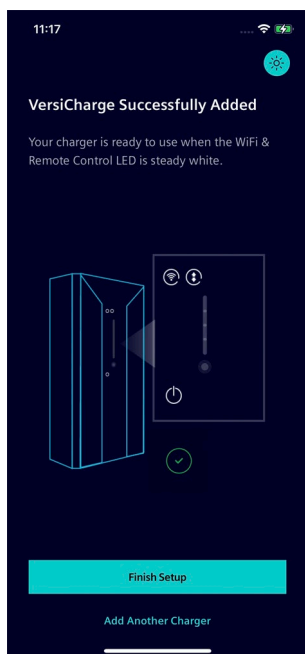 11:17
VersiCharge Successfully Added
Your charger is ready to use when the WiFi &
Remote Control LED is steady white.
Finish Setup
Add Another Charger